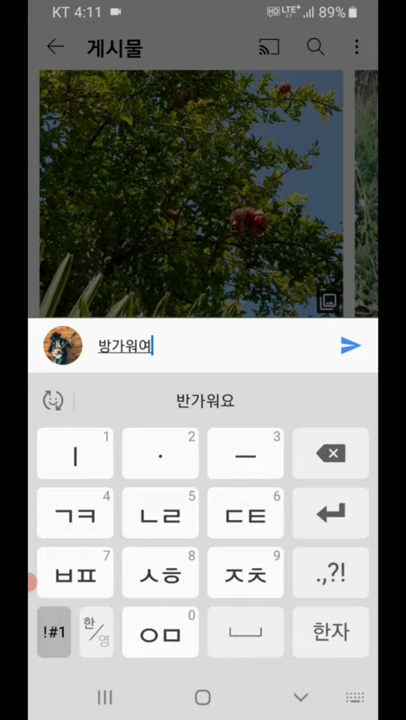 KT 4:11 HD LTE+ 89%
게시물
방가워여
반가워요
ㅣ 1 · 2 ㅡ 3
ㄱㅋ 4 ㄴㄹ 5 ㄷㅌ 6
ㅂㅍ 7 ㅅㅎ 8 ㅈㅊ 9 .,?!
!#1 한/영 ㅇㅁ 0 한자